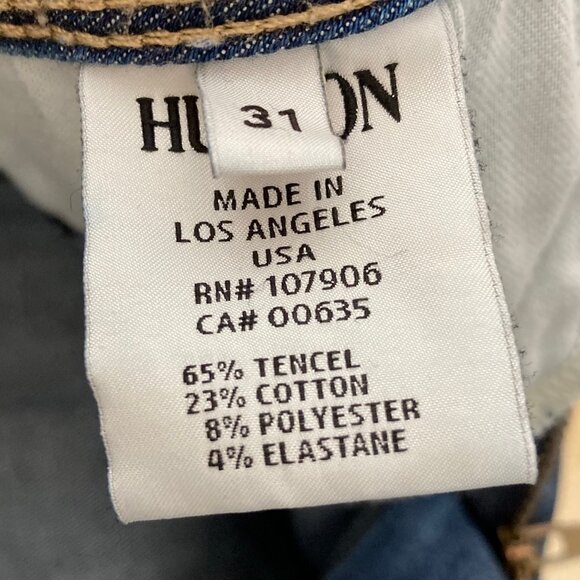 HU ON
31
MADE IN
LOS ANGELES
USA
RN# 107906
CA# 00635
65% TENCEL
23% COTTON
8% POLYESTER
4% ELASTANE